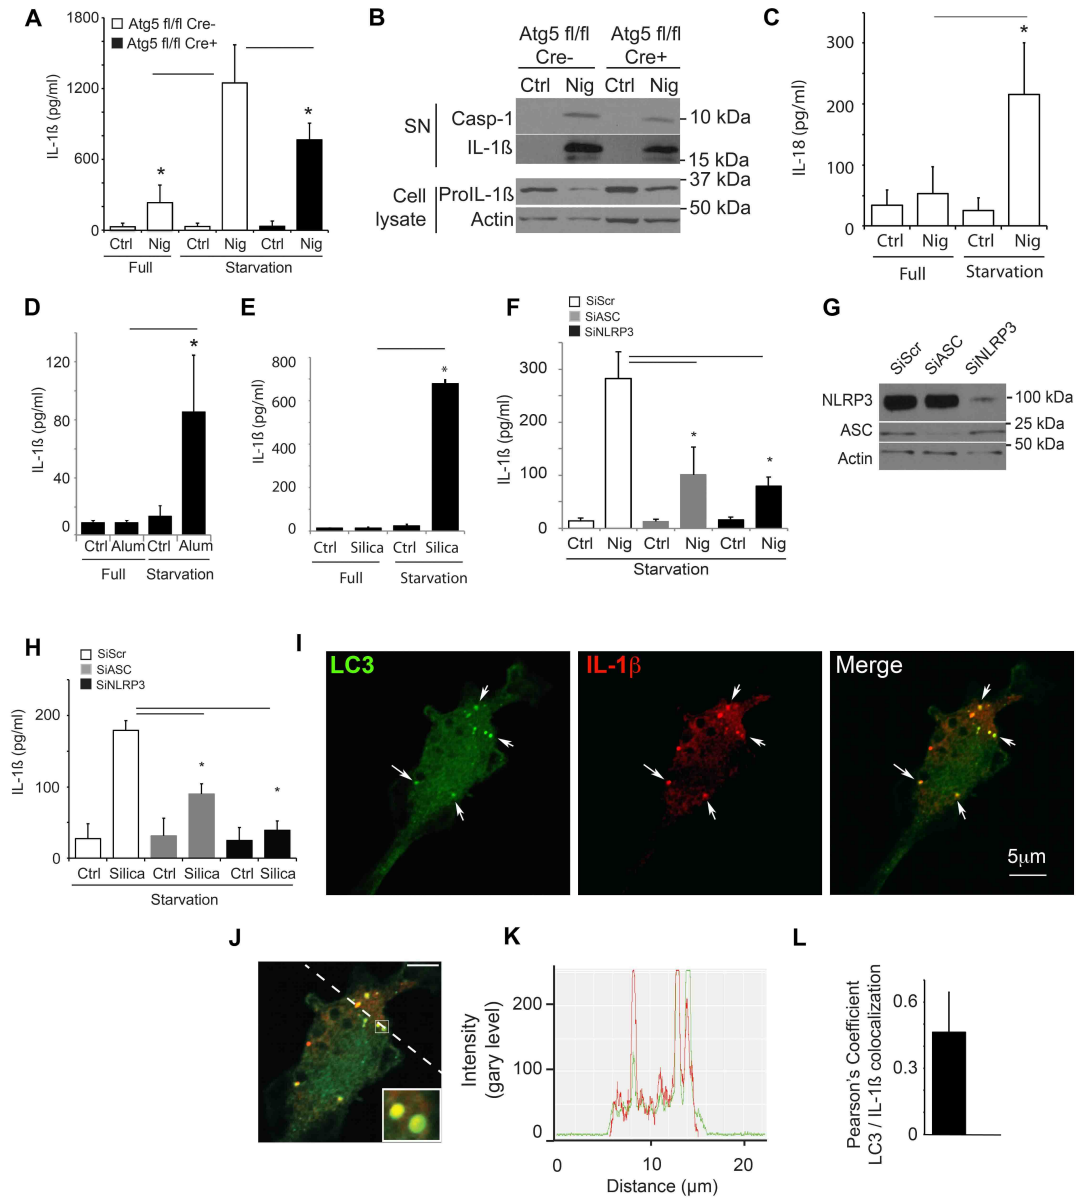 A
1800
Atg5 fl/fl Cre-
Atg5 fl/fl Cre+
1200
600
0
IL-1ß (pg/ml)
*
*
Ctrl Nig Ctrl Nig Ctrl Nig
Full Starvation
B
Atg5 fl/fl Atg5 fl/fl
Cre- Cre+
Ctrl Nig Ctrl Nig
SN
Casp-1
10 kDa
IL-1ß
15 kDa
Cell
lysate
37 kDa
ProIL-1ß
50 kDa
Actin
C
300
200
100
0
IL-18 (pg/ml)
*
Ctrl Nig Ctrl Nig
Full Starvation
D
120
80
40
0
IL-1ß (pg/ml)
*
Ctrl Alum Ctrl Alum
Full Starvation
E
800
600
400
200
0
IL-1ß (pg/ml)
*
Ctrl Silica Ctrl Silica
Full Starvation
F
SiScr
SiASC
SiNLRP3
300
200
100
0
IL-1ß (pg/ml)
*
*
Ctrl Nig Ctrl Nig Ctrl Nig
Starvation
G
SiScr SiASC SiNLRP3
NLRP3
100 kDa
25 kDa
ASC
50 kDa
Actin
H
SiScr
SiASC
SiNLRP3
200
100
0
IL-1ß (pg/ml)
*
*
Ctrl Silica Ctrl Silica Ctrl Silica
Starvation
I
LC3
IL-1β
Merge
5µm
J
K
Intensity
(gary level)
200
100
0
0 10 20
Distance (µm)
L
Pearson's Coefficient
LC3 / IL-1ß colocalization
0.6
0.3
0